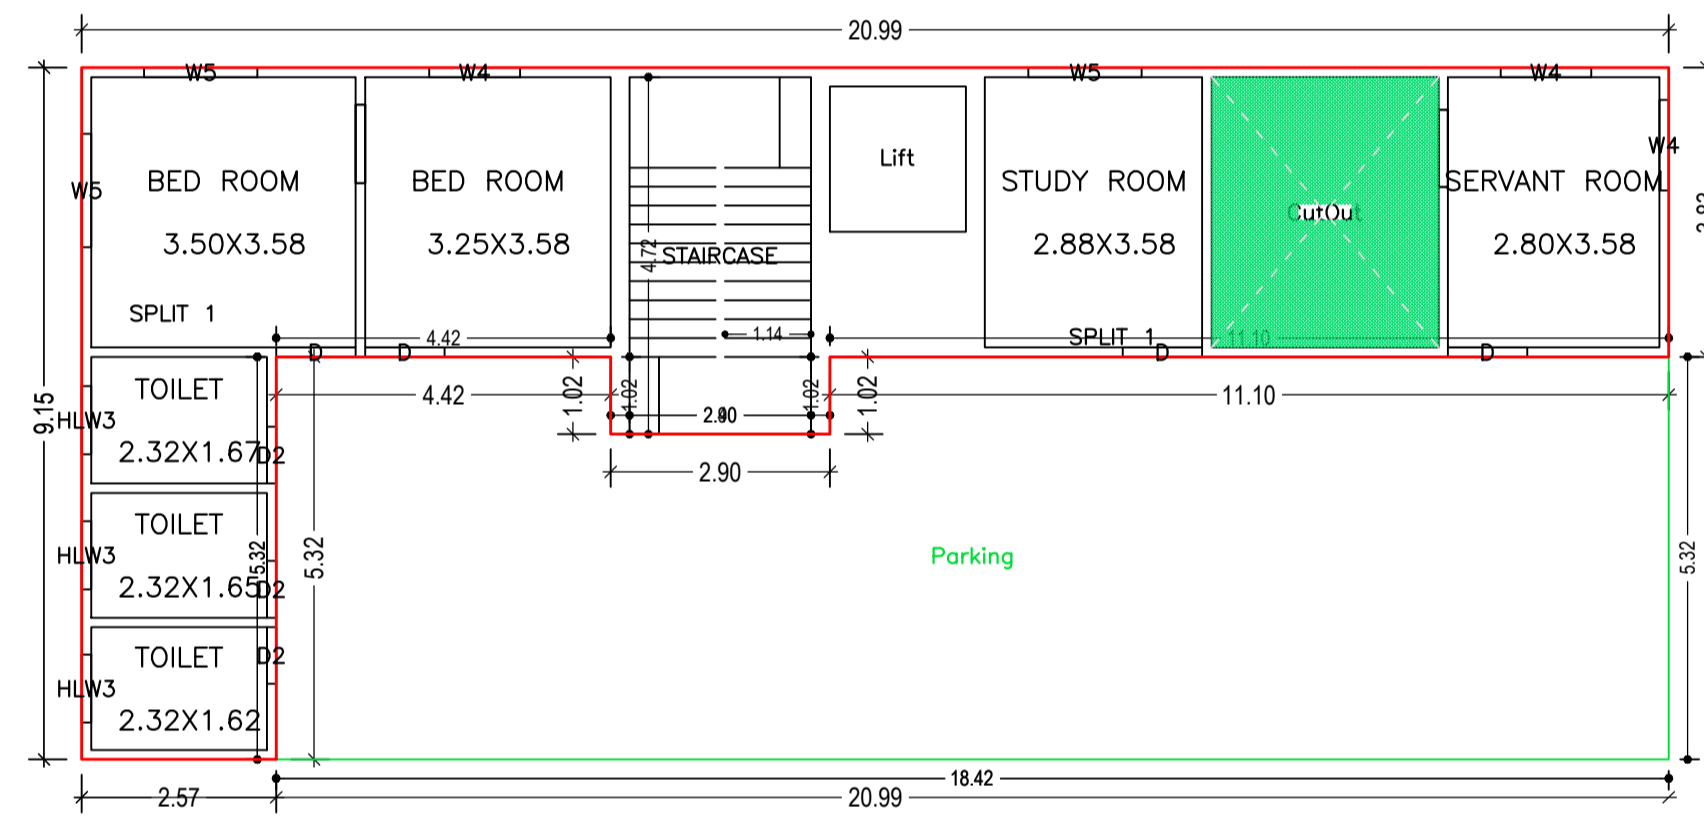 20.99
W5
W4
W5
W4
W4
W5
BED ROOM
3.50X3.58
SPLIT 1
BED ROOM
3.25X3.58
4.72
STAIRCASE
1.14
Lift
STUDY ROOM
2.88X3.58
SPLIT 1
CutOut
SERVANT ROOM
2.80X3.58
4.42
11.10
D
D
D
D
9.15
TOILET
2.32X1.67
HLW3
D2
4.42
1.02
1.02
2.90
1.02
1.02
11.10
2.90
TOILET
2.32X1.65
HLW3
D2
5.32
5.32
Parking
5.32
TOILET
2.32X1.62
HLW3
D2
18.42
2.57
20.99